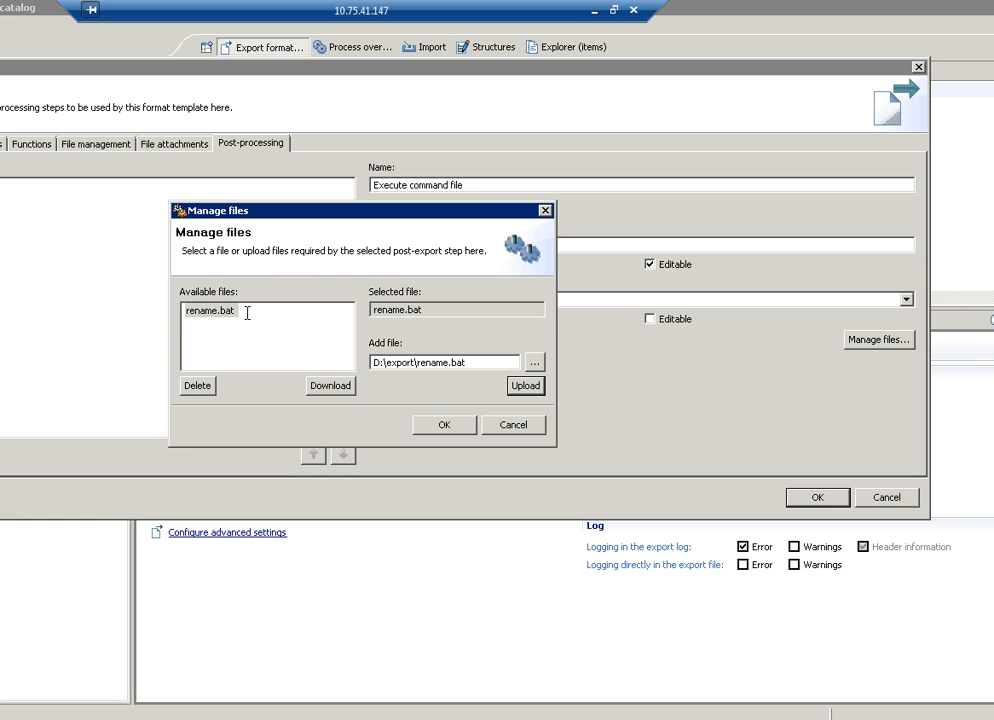 catalog
10.75.41.147
Export format...
Process over...
Import
Structures
Explorer (items)
rocessing steps to be used by this format template here.
s
Functions
File management
File attachments
Post-processing
Name:
Execute command file
Manage files
Manage files
Select a file or upload files required by the selected post-export step here.
Editable
Available files:
Selected file:
rename.bat
rename.bat
Editable
Add file:
Manage files...
D:\export\rename.bat
...
Delete
Download
Upload
OK
Cancel
OK
Cancel
Configure advanced settings
Log
Logging in the export log:
Error
Warnings
Header information
Logging directly in the export file:
Error
Warnings